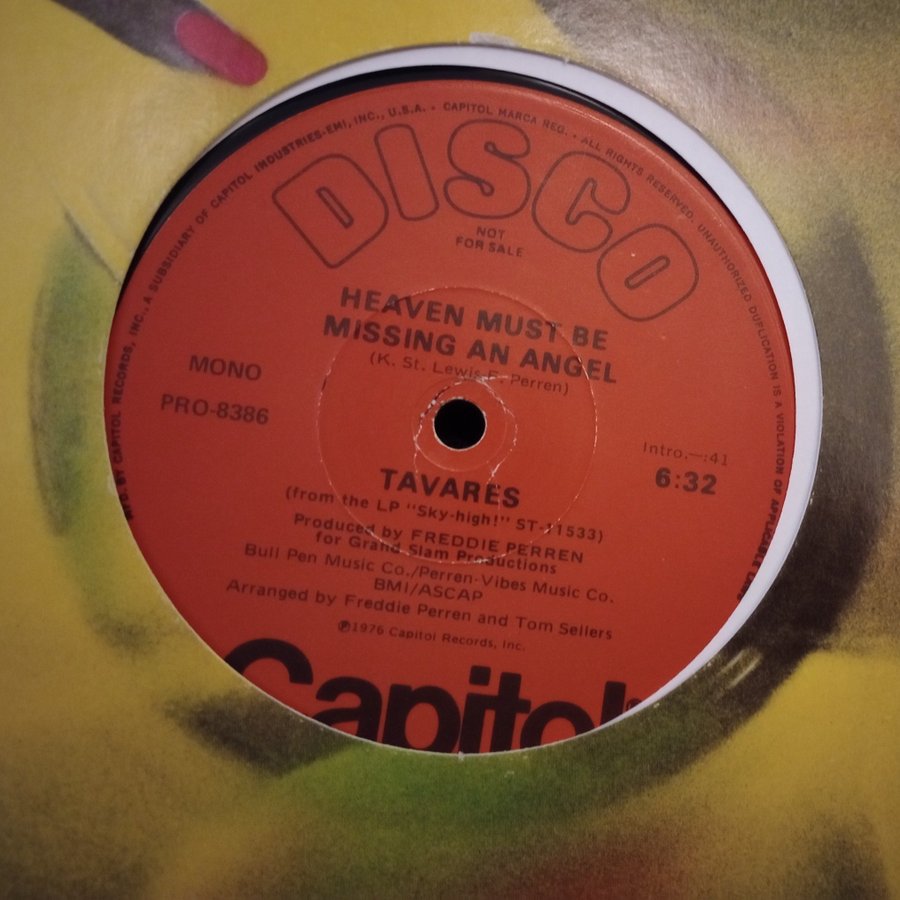 MFG. BY CAPITOL RECORDS, INC., A SUBSIDIARY OF CAPITOL INDUSTRIES-EMI, INC., U.S.A. • CAPITOL MARCA REG. • ALL RIGHTS RESERVED. UNAUTHORIZED DUPLICATION IS A VIOLATION OF APPLICABLE LAWS
DISCO
NOT
FOR SALE
HEAVEN MUST BE
MISSING AN ANGEL
(K. St. Lewis-F. Perren)
MONO
PRO-8386
Intro.—:41
6:32
TAVARES
(from the LP "Sky-high!" ST-11533)
Produced by FREDDIE PERREN
for Grand Slam Productions
Bull Pen Music Co./Perren-Vibes Music Co.
BMI/ASCAP
Arranged by Freddie Perren and Tom Sellers
℗1976 Capitol Records, Inc.
Capitol